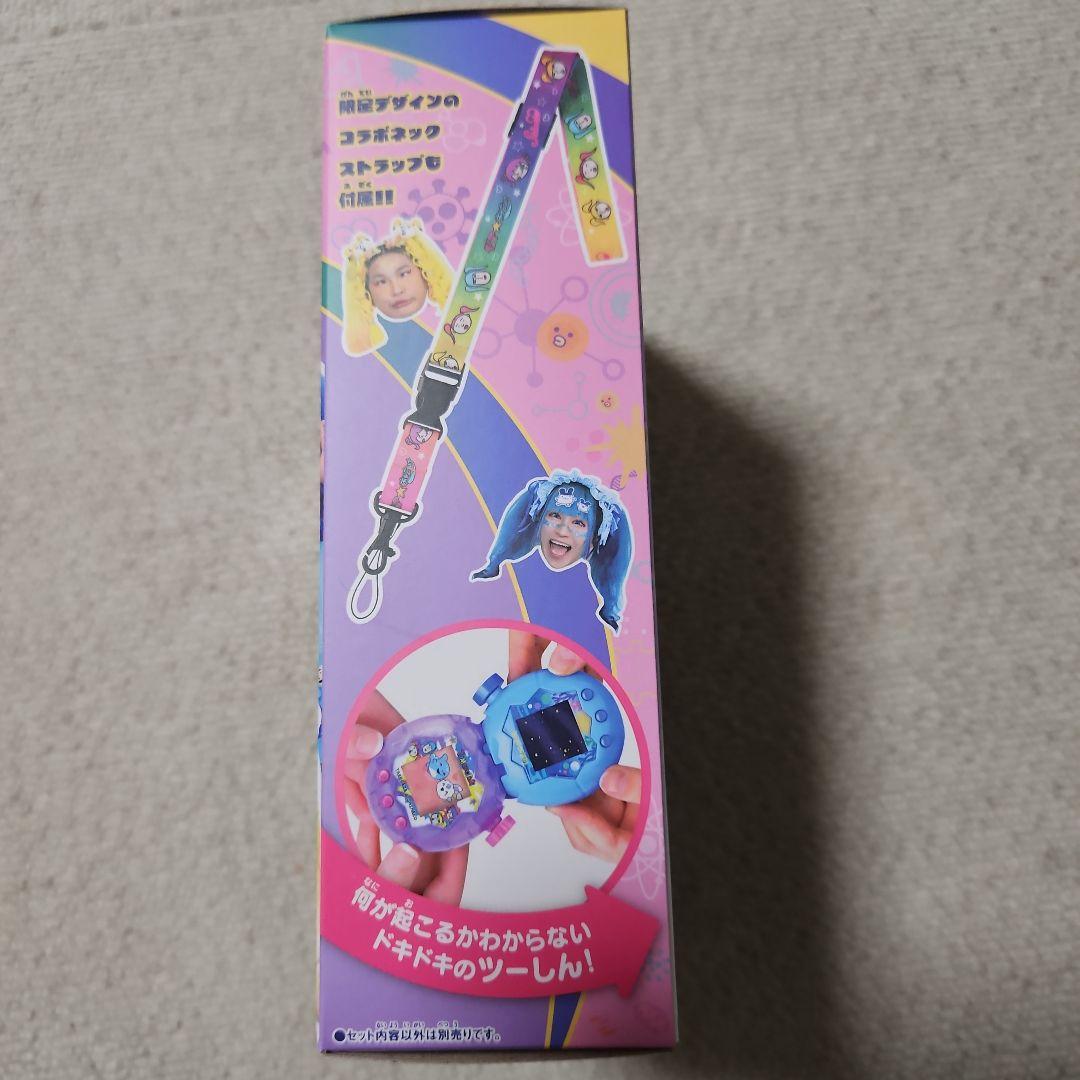 限定デザインの
コラボネック
ストラップも
付属!!
何が起こるかわからない
ドキドキのツーしん!
●セット内容以外は別売りです。